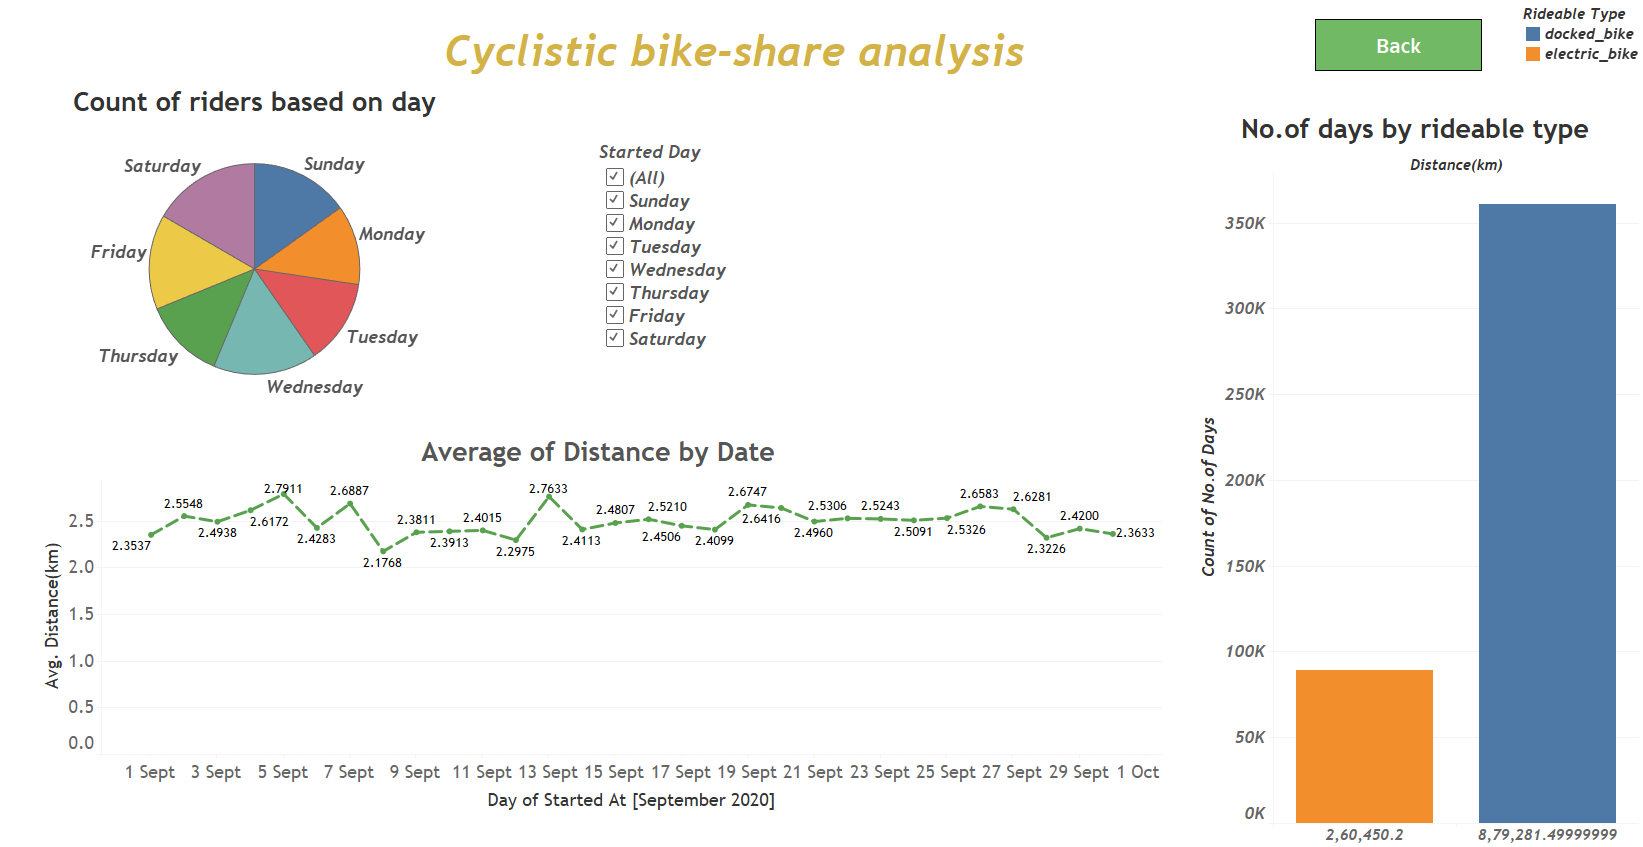 Cyclistic bike-share analysis
Back
Rideable Type
docked_bike
electric_bike
Count of riders based on day
Saturday
Sunday
Monday
Friday
Tuesday
Thursday
Wednesday
Started Day
(All)
Sunday
Monday
Tuesday
Wednesday
Thursday
Friday
Saturday
Average of Distance by Date
Avg. Distance(km)
2.5
2.0
1.5
1.0
0.5
0.0
2.3537
2.5548
2.4938
2.6172
2.7911
2.4283
2.6887
2.1768
2.3811
2.3913
2.4015
2.2975
2.7633
2.4113
2.4807
2.5210
2.4506
2.4099
2.6747
2.6416
2.4960
2.5306
2.5243
2.5091
2.5326
2.6583
2.6281
2.3226
2.4200
2.3633
1 Sept
3 Sept
5 Sept
7 Sept
9 Sept
11 Sept
13 Sept
15 Sept
17 Sept
19 Sept
21 Sept
23 Sept
25 Sept
27 Sept
29 Sept
1 Oct
Day of Started At [September 2020]
No.of days by rideable type
Distance(km)
Count of No.of Days
350K
300K
250K
200K
150K
100K
50K
0K
2,60,450.2
8,79,281.49999999